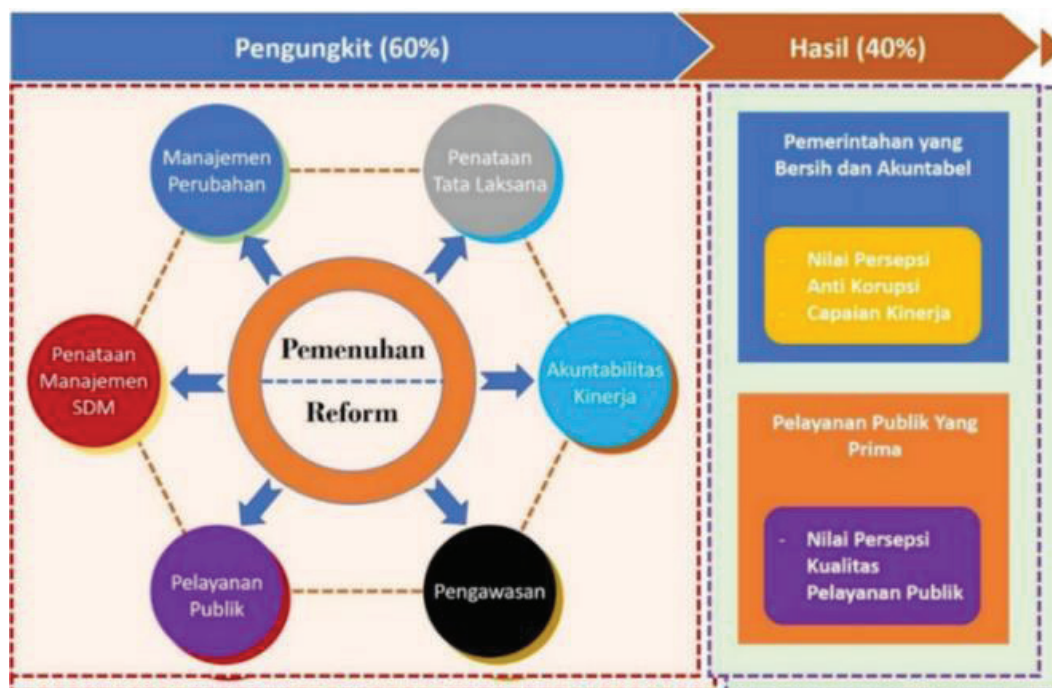 Pengungkit (60%)
Hasil (40%)
Manajemen
Perubahan
Penataan
Tata Laksana
Penataan
Manajemen
SDM
Pemenuhan
Reform
Akuntabilitas
Kinerja
Pelayanan
Publik
Pengawasan
Pemerintahan yang
Bersih dan Akuntabel
- Nilai Persepsi
Anti Korupsi
- Capaian Kinerja
Pelayanan Publik Yang
Prima
- Nilai Persepsi
Kualitas
Pelayanan Publik